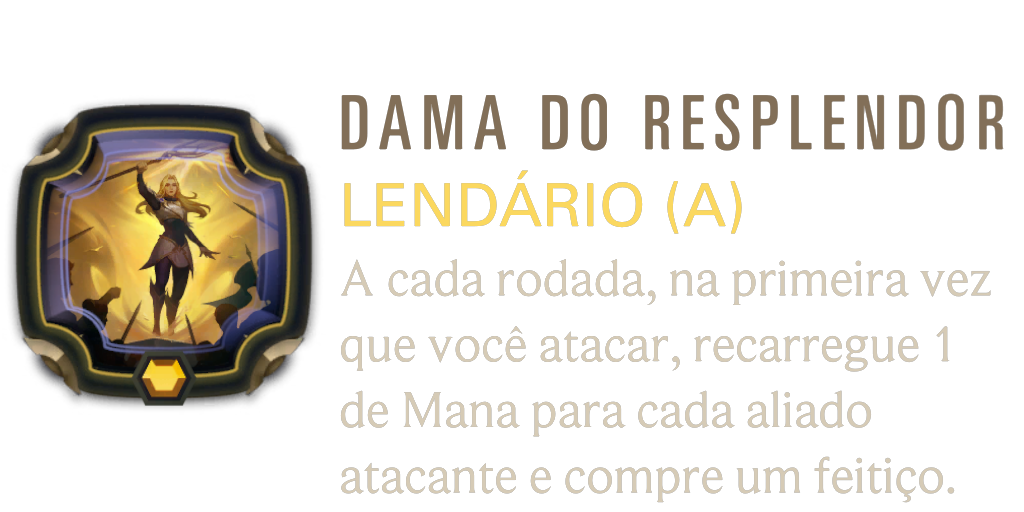 DAMA DO RESPLENDOR
LENDÁRIO (A)
A cada rodada, na primeira vez
que você atacar, recarregue 1
de Mana para cada aliado
atacante e compre um feitiço.